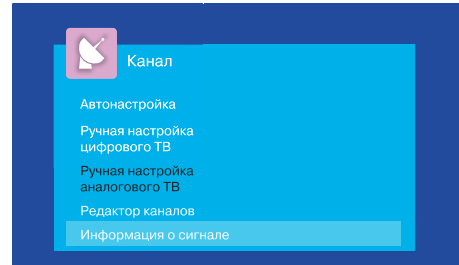 Канал
Автонастройка
Ручная настройка
цифрового ТВ
Ручная настройка
аналогового ТВ
Редактор каналов
Информация о сигнале